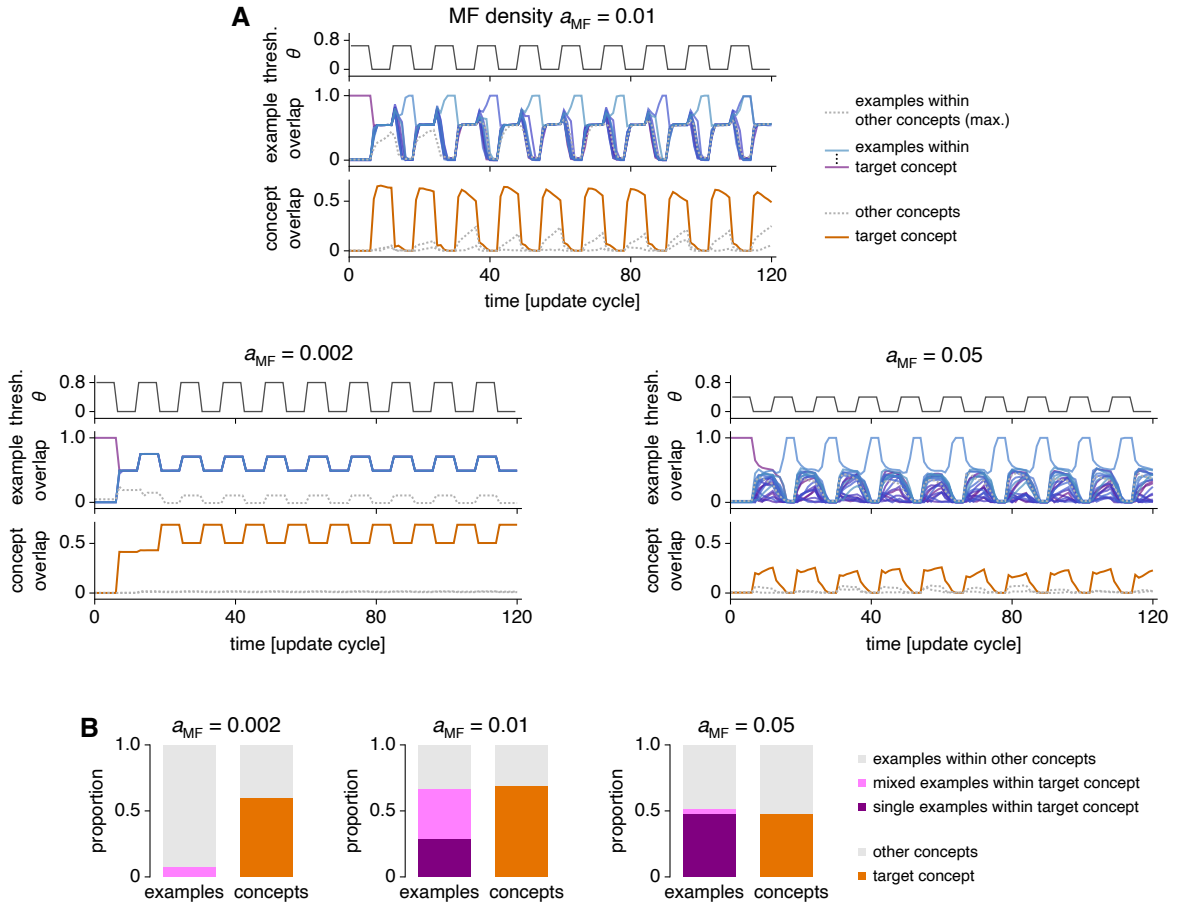 A
MF density aMF = 0.01
thresh. θ
0.8
0
example overlap
1.0
0
concept overlap
0.5
0
0 40 80 120
time [update cycle]
examples within
other concepts (max.)
examples within
target concept
other concepts
target concept
aMF = 0.002
thresh. θ
0.8
0
example overlap
1.0
0
concept overlap
0.5
0
0 40 80 120
time [update cycle]
aMF = 0.05
thresh. θ
0.8
0
example overlap
1.0
0
concept overlap
0.5
0
0 40 80 120
time [update cycle]
B
aMF = 0.002
proportion
1.0
0.5
0
examples concepts
aMF = 0.01
proportion
1.0
0.5
0
examples concepts
aMF = 0.05
proportion
1.0
0.5
0
examples concepts
examples within other concepts
mixed examples within target concept
single examples within target concept
other concepts
target concept